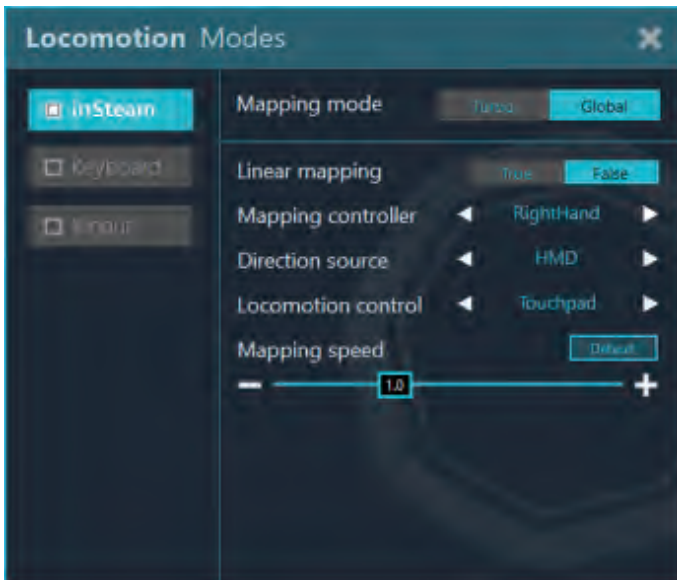 Locomotion Modes
inSteam
Keyboard
Mapping mode
Turbo
Global
Linear mapping
True
False
Mapping controller
RightHand
Direction source
HMD
Locomotion control
Touchpad
Mapping speed
Default
1.0